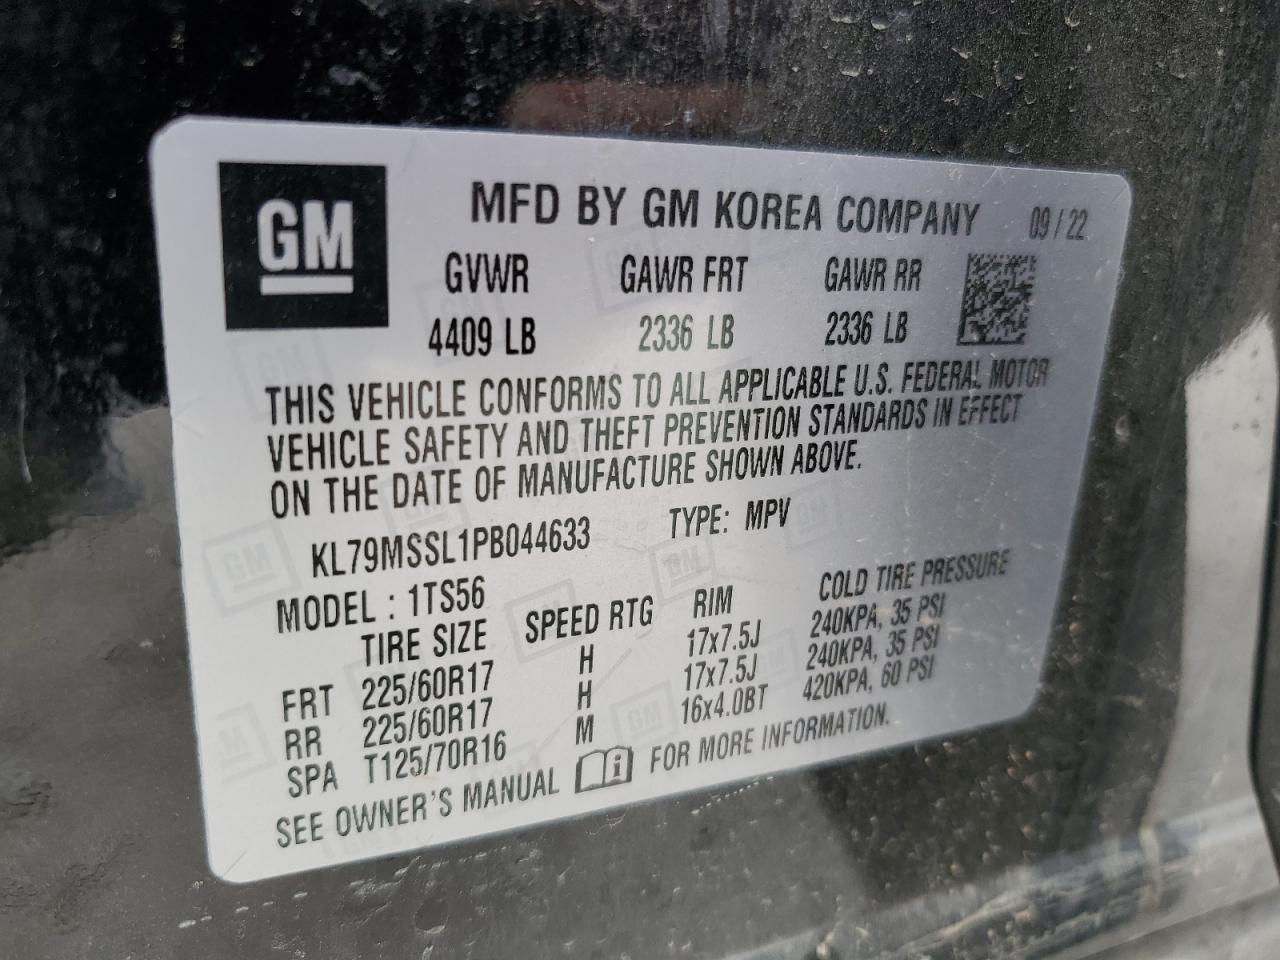 GM
MFD BY GM KOREA COMPANY 09/22
GVWR GAWR FRT GAWR RR
4409 LB 2336 LB 2336 LB
THIS VEHICLE CONFORMS TO ALL APPLICABLE U.S. FEDERAL MOTOR
VEHICLE SAFETY AND THEFT PREVENTION STANDARDS IN EFFECT
ON THE DATE OF MANUFACTURE SHOWN ABOVE.
KL79MSSL1PB044633 TYPE: MPV
MODEL : 1TS56
TIRE SIZE SPEED RTG RIM COLD TIRE PRESSURE
FRT 225/60R17 H 17x7.5J 240KPA, 35 PSI
RR 225/60R17 H 17x7.5J 240KPA, 35 PSI
SPA T125/70R16 M 16x4.0BT 420KPA, 60 PSI
SEE OWNER'S MANUAL i FOR MORE INFORMATION.